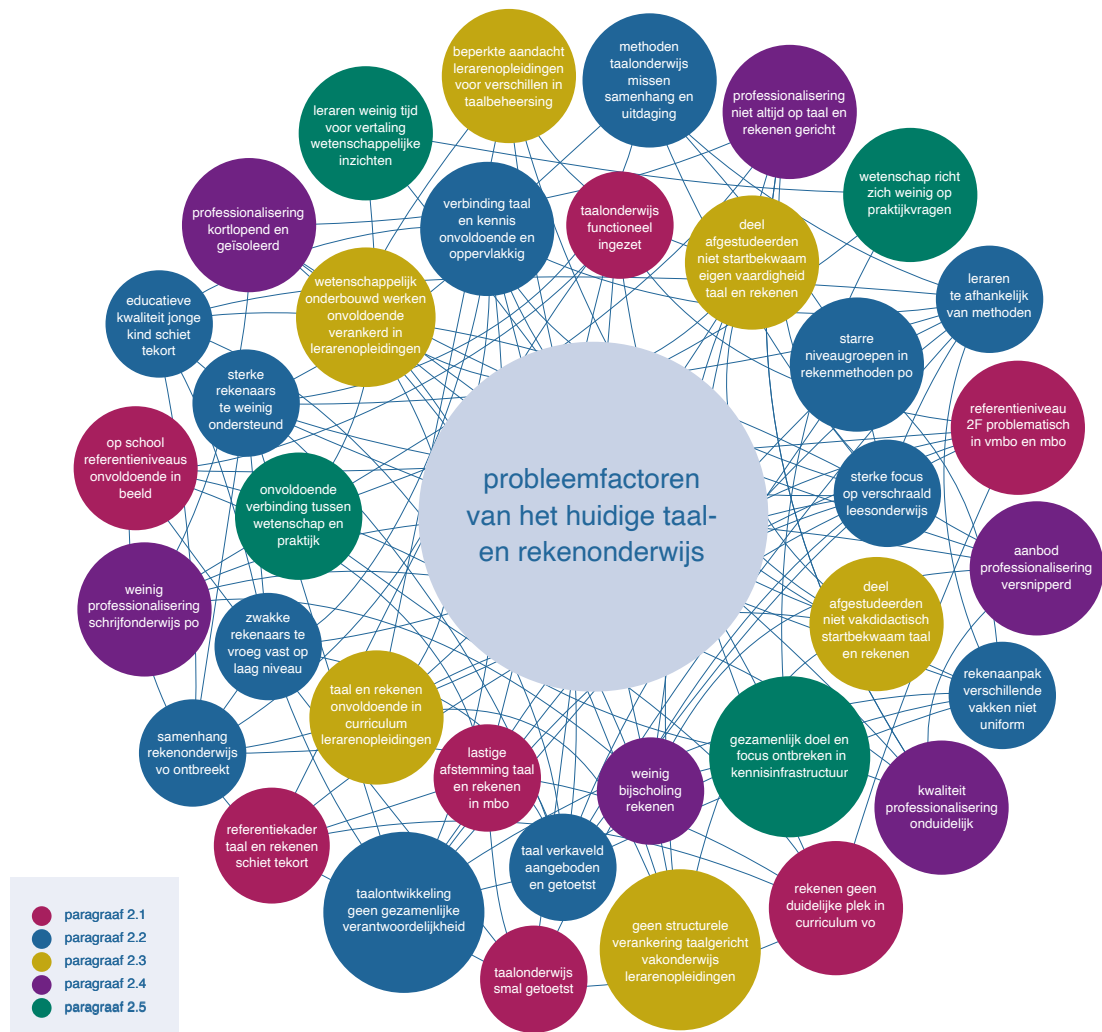 beperkte aandacht
lerarenopleidingen
voor verschillen in
taalbeheersing
methoden
taalonderwijs
missen
samenhang en
uitdaging
professionalisering
niet altijd op taal en
rekenen gericht
leraren weinig tijd
voor vertaling
wetenschappelijke
inzichten
wetenschap richt
zich weinig op
praktijkvragen
professionalisering
kortlopend en
geïsoleerd
verbinding taal
en kennis
onvoldoende en
oppervlakkig
taalonderwijs
functioneel
ingezet
deel
afgestudeerden
niet startbekwaam
eigen vaardigheid
taal en rekenen
leraren
te afhankelijk
van methoden
educatieve
kwaliteit jonge
kind schiet
tekort
wetenschappelijk
onderbouwd werken
onvoldoende
verankerd in
lerarenopleidingen
starre
niveaugroepen in
rekenmethoden po
sterke
rekenaars
te weinig
ondersteund
referentieniveau
2F problematisch
in vmbo en mbo
op school
referentieniveaus
onvoldoende in
beeld
sterke focus
op verschraald
leesonderwijs
onvoldoende
verbinding tussen
wetenschap en
praktijk
probleemfactoren
van het huidige taal-
en rekenonderwijs
aanbod
professionalisering
versnipperd
weinig
professionalisering
schrijfonderwijs po
deel
afgestudeerden
niet vakdidactisch
startbekwaam taal
en rekenen
zwakke
rekenaars te
vroeg vast op
laag niveau
rekenaanpak
verschillende
vakken niet
uniform
taal en rekenen
onvoldoende in
curriculum
lerarenopleidingen
samenhang
rekenonderwijs
vo ontbreekt
lastige
afstemming taal
en rekenen
in mbo
weinig
bijscholing
rekenen
gezamenlijk doel en
focus ontbreken in
kennisinfrastructuur
kwaliteit
professionalisering
onduidelijk
referentiekader
taal en rekenen
schiet tekort
taal verkaveld
aangeboden
en getoetst
taalontwikkeling
geen gezamenlijke
verantwoordelijkheid
rekenen geen
duidelijke plek in
curriculum vo
geen structurele
verankering taalgericht
vakonderwijs
lerarenopleidingen
taalonderwijs
smal getoetst
paragraaf 2.1
paragraaf 2.2
paragraaf 2.3
paragraaf 2.4
paragraaf 2.5